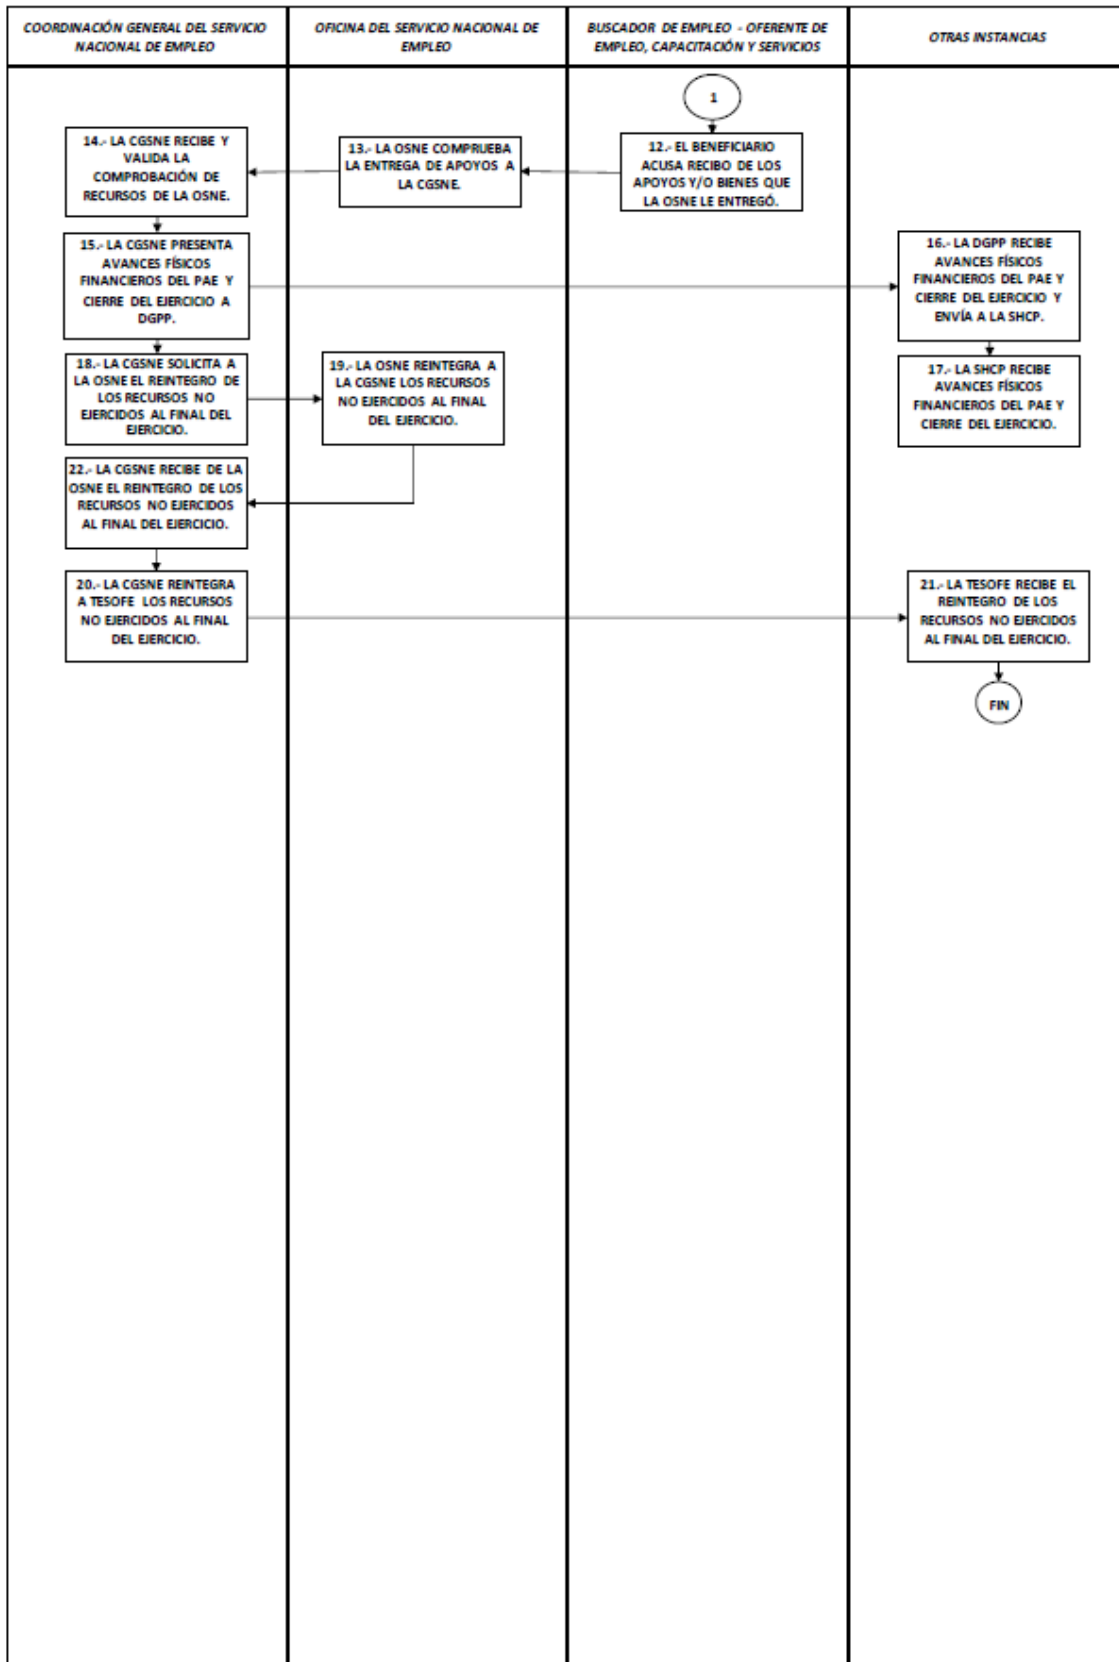 COORDINACIÓN GENERAL DEL SERVICIO
NACIONAL DE EMPLEO
OFICINA DEL SERVICIO NACIONAL DE
EMPLEO
BUSCADOR DE EMPLEO - OFERENTE DE
EMPLEO, CAPACITACIÓN Y SERVICIOS
OTRAS INSTANCIAS
1
12.- EL BENEFICIARIO
ACUSA RECIBO DE LOS
APOYOS Y/O BIENES QUE
LA OSNE LE ENTREGÓ.
13.- LA OSNE COMPRUEBA
LA ENTREGA DE APOYOS A
LA CGSNE.
14.- LA CGSNE RECIBE Y
VALIDA LA
COMPROBACIÓN DE
RECURSOS DE LA OSNE.
15.- LA CGSNE PRESENTA
AVANCES FÍSICOS
FINANCIEROS DEL PAE Y
CIERRE DEL EJERCICIO A
DGPP.
16.- LA DGPP RECIBE
AVANCES FÍSICOS
FINANCIEROS DEL PAE Y
CIERRE DEL EJERCICIO Y
ENVÍA A LA SHCP.
17.- LA SHCP RECIBE
AVANCES FÍSICOS
FINANCIEROS DEL PAE Y
CIERRE DEL EJERCICIO.
18.- LA CGSNE SOLICITA A
LA OSNE EL REINTEGRO DE
LOS RECURSOS NO
EJERCIDOS AL FINAL DEL
EJERCICIO.
19.- LA OSNE REINTEGRA A
LA CGSNE LOS RECURSOS
NO EJERCIDOS AL FINAL
DEL EJERCICIO.
22.- LA CGSNE RECIBE DE LA
OSNE EL REINTEGRO DE LOS
RECURSOS NO EJERCIDOS
AL FINAL DEL EJERCICIO.
20.- LA CGSNE REINTEGRA
A TESOFE LOS RECURSOS
NO EJERCIDOS AL FINAL
DEL EJERCICIO.
21.- LA TESOFE RECIBE EL
REINTEGRO DE LOS
RECURSOS NO EJERCIDOS
AL FINAL DEL EJERCICIO.
FIN